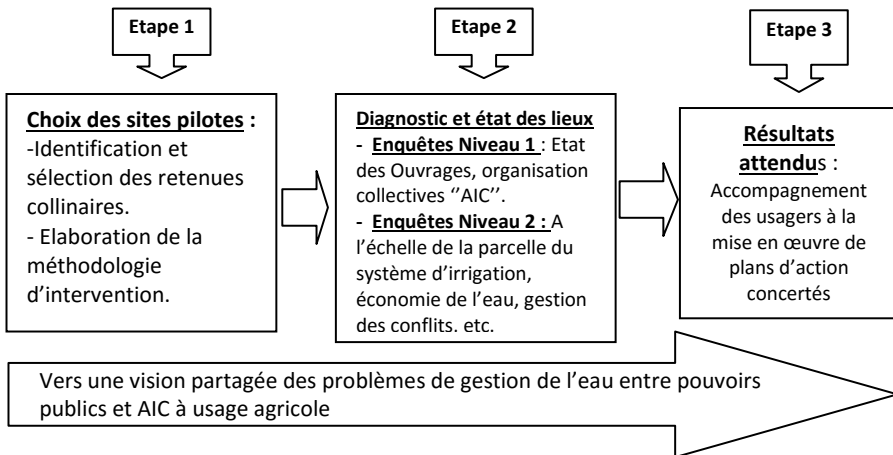 Etape 1
Etape 2
Etape 3
Choix des sites pilotes :
-Identification et
sélection des retenues
collinaires.
- Elaboration de la
méthodologie
d’intervention.
Diagnostic et état des lieux
- Enquêtes Niveau 1 : Etat
des Ouvrages, organisation
collectives ‘’AIC’’.
- Enquêtes Niveau 2 : A
l’échelle de la parcelle du
système d’irrigation,
économie de l’eau, gestion
des conflits. etc.
Résultats
attendus :
Accompagnement
des usagers à la
mise en œuvre de
plans d’action
concertés
Vers une vision partagée des problèmes de gestion de l’eau entre pouvoirs
publics et AIC à usage agricole